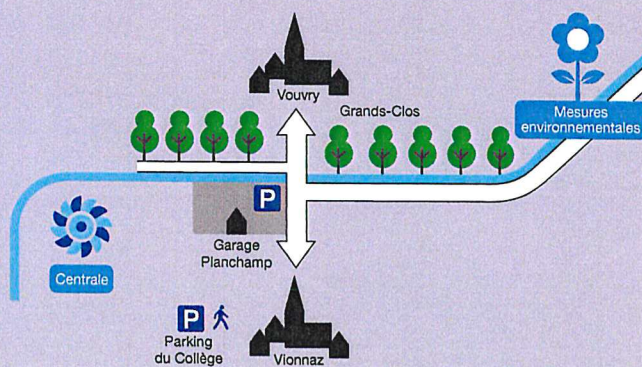 Vouvry
Grands-Clos
Mesures
environnementales
P
Garage
Planchamp
Centrale
P
Parking
du Collège
Vionnaz